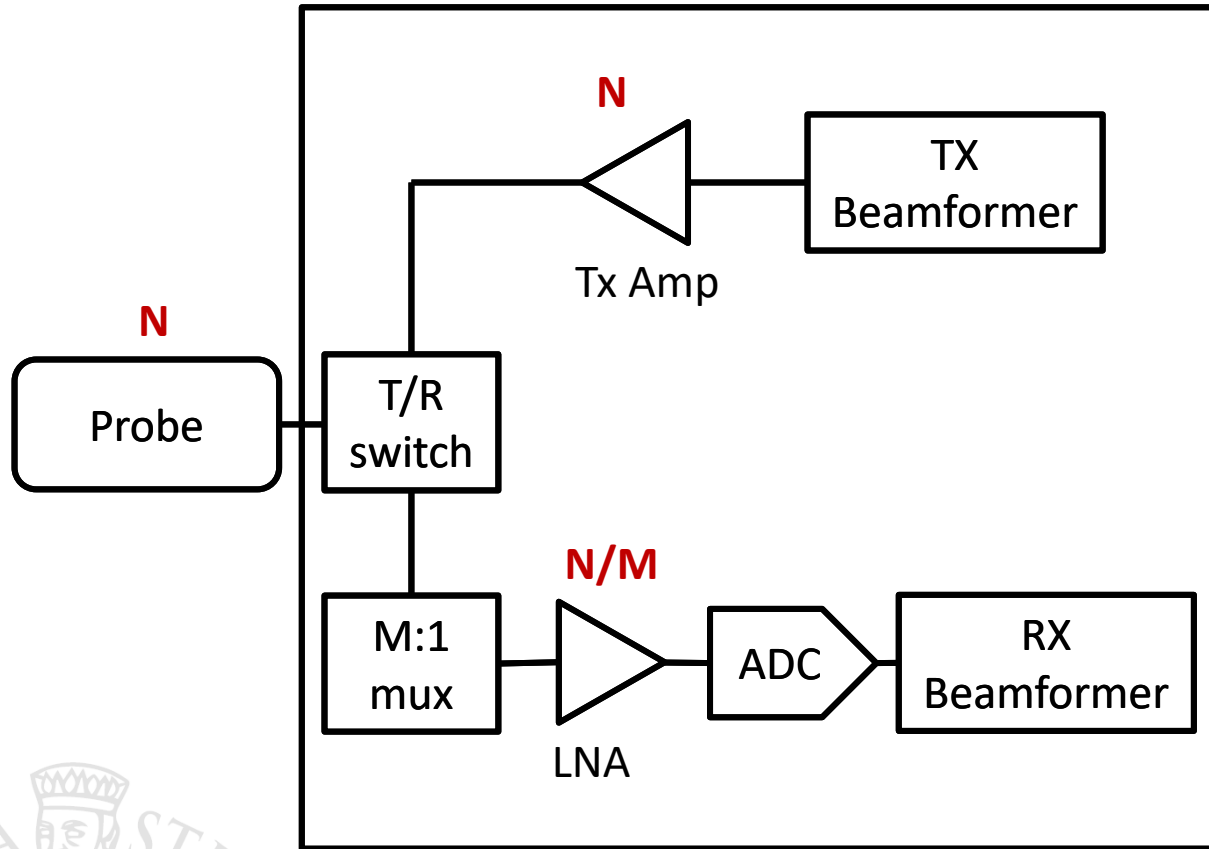 N
TX
Beamformer
Tx Amp
N
Probe
T/R
switch
N/M
M:1
mux
LNA
ADC
RX
Beamformer